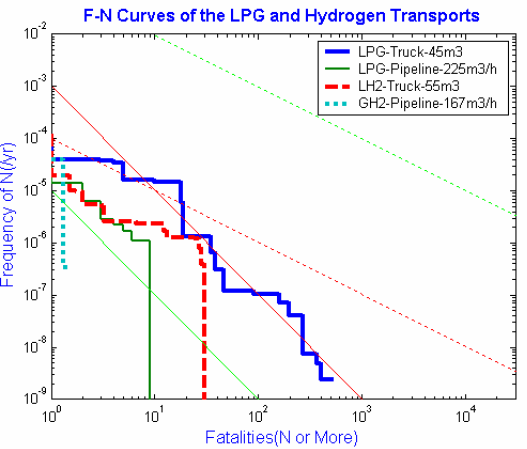 F-N Curves of the LPG and Hydrogen Transports
LPG-Truck-45m3
LPG-Pipeline-225m3/h
LH2-Truck-55m3
GH2-Pipeline-167m3/h
Frequency of N(/yr)
10^-2
10^-3
10^-4
10^-5
10^-6
10^-7
10^-8
10^-9
10^0 10^1 10^2 10^3 10^4
Fatalities(N or More)